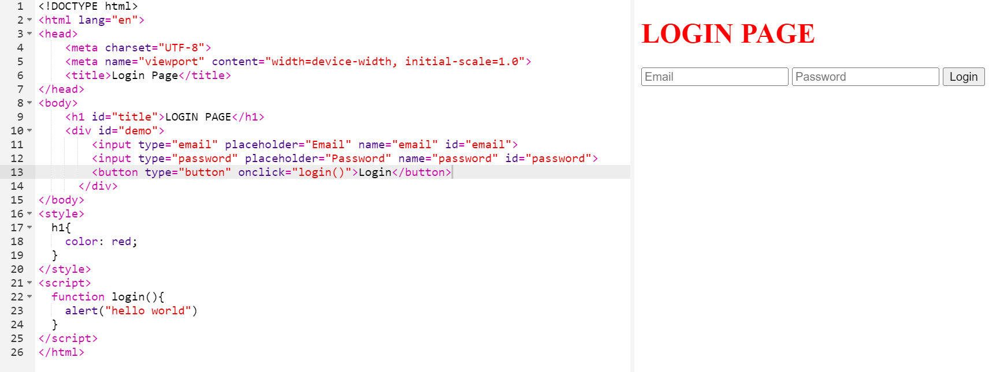 1 <!DOCTYPE html>
2 <html lang="en">
3 <head>
4     <meta charset="UTF-8">
5     <meta name="viewport" content="width=device-width, initial-scale=1.0">
6     <title>Login Page</title>
7 </head>
8 <body>
9     <h1 id="title">LOGIN PAGE</h1>
10     <div id="demo">
11         <input type="email" placeholder="Email" name="email" id="email">
12         <input type="password" placeholder="Password" name="password" id="password">
13         <button type="button" onclick="login()">Login</button>
14       </div>
15 </body>
16 <style>
17   h1{
18     color: red;
19   }
20 </style>
21 <script>
22   function login(){
23     alert("hello world")
24   }
25 </script>
26 </html>
LOGIN PAGE
Email Password Login